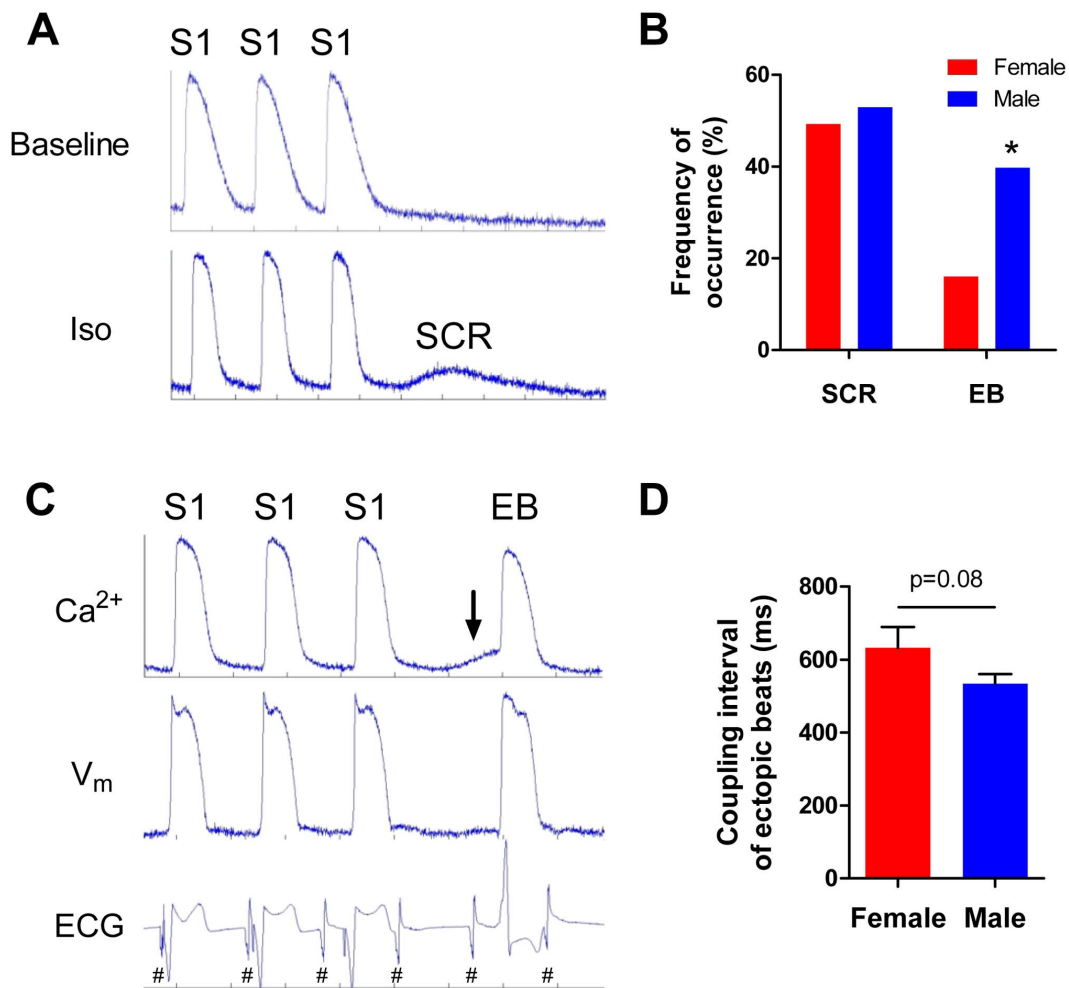 A
S1 S1 S1
Baseline
Iso
SCR
B
Frequency of
occurrence (%)
60
40
20
0
Female
Male
*
SCR EB
C
S1 S1 S1 EB
Ca²⁺
Vₘ
ECG
# # # # # #
D
Coupling interval
of ectopic beats (ms)
800
600
400
200
0
p=0.08
Female Male